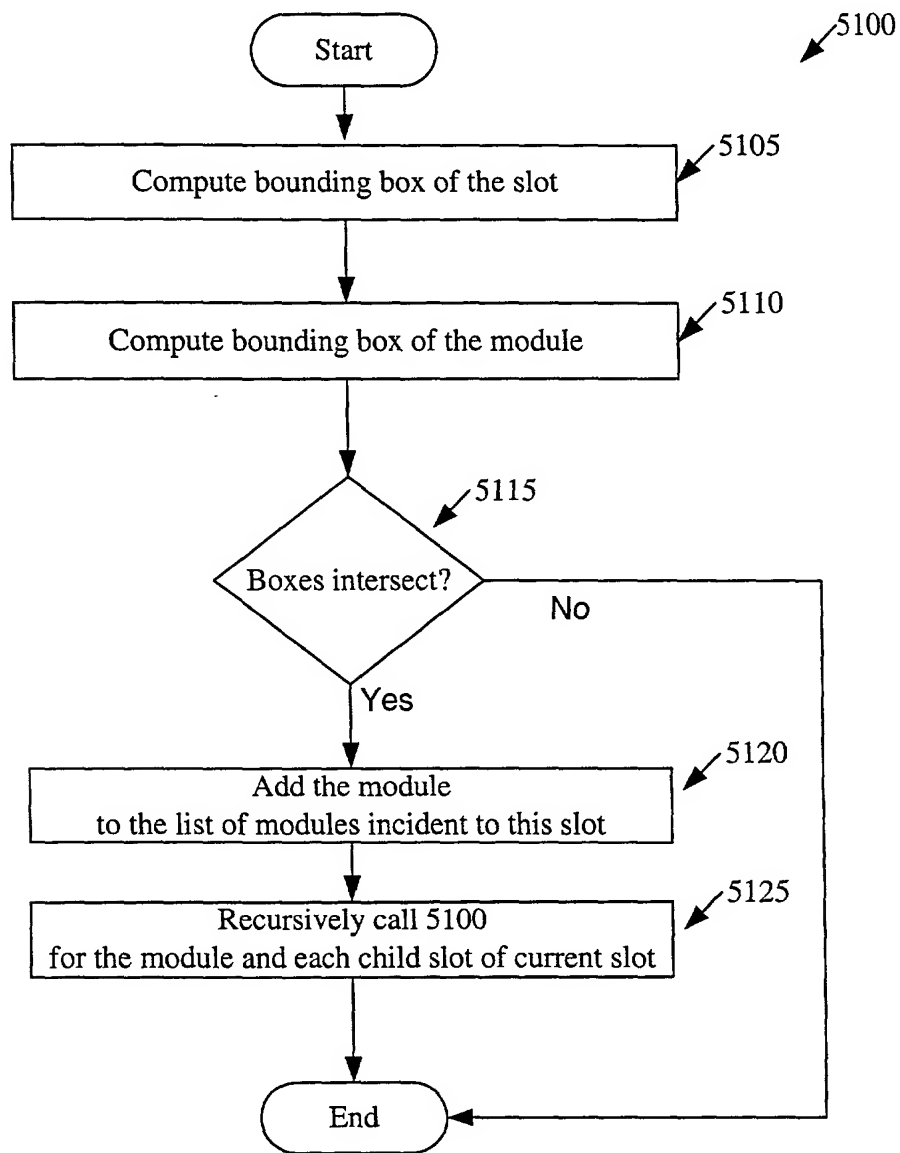 Start
5100
5105
Compute bounding box of the slot
5110
Compute bounding box of the module
5115
Boxes intersect?
No
Yes
5120
Add the module
to the list of modules incident to this slot
5125
Recursively call 5100
for the module and each child slot of current slot
End